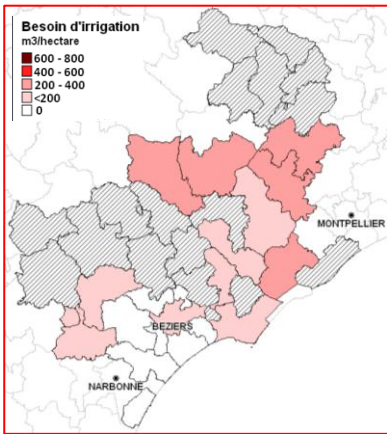 Besoin d'irrigation
m3/hectare
600 - 800
400 - 600
200 - 400
<200
0
MONTPELLIER
BEZIERS
NARBONNE